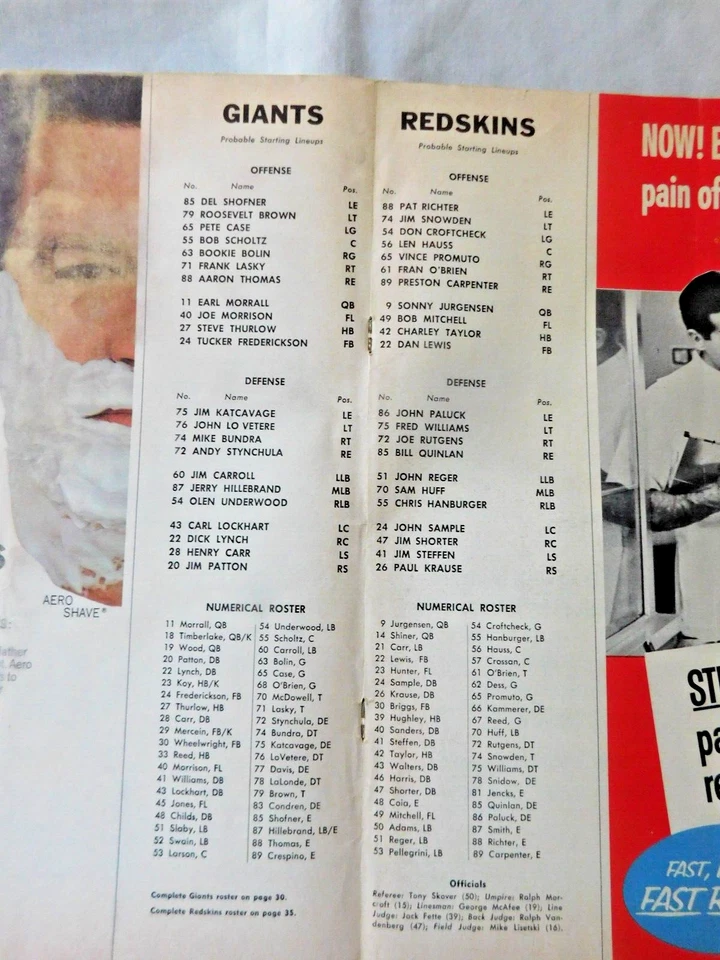 GIANTS
Probable Starting Lineups
OFFENSE
No. Name Pos.
85 DEL SHOFNER LE
79 ROOSEVELT BROWN LT
65 PETE CASE LG
55 BOB SCHOLTZ C
63 BOOKIE BOLIN RG
71 FRANK LASKY RT
88 AARON THOMAS RE
11 EARL MORRALL QB
40 JOE MORRISON FL
27 STEVE THURLOW HB
24 TUCKER FREDERICKSON FB
DEFENSE
No. Name Pos.
75 JIM KATCAVAGE LE
76 JOHN LO VETERE LT
74 MIKE BUNDRA RT
72 ANDY STYNCHULA RE
60 JIM CARROLL LLB
87 JERRY HILLEBRAND MLB
54 OLEN UNDERWOOD RLB
43 CARL LOCKHART LC
22 DICK LYNCH RC
28 HENRY CARR LS
20 JIM PATTON RS
NUMERICAL ROSTER
11 Morrall, QB
18 Timberlake, QB/K
19 Wood, QB
20 Patton, DB
22 Lynch, DB
23 Koy, HB/K
24 Frederickson, FB
27 Thurlow, HB
28 Carr, DB
29 Mercein, FB/K
30 Wheelwright, FB
33 Reed, HB
40 Morrison, FL
41 Williams, DB
43 Lockhart, DB
45 Jones, FL
48 Childs, DB
51 Slaby, LB
52 Swain, LB
53 Larson, C
54 Underwood, LB
55 Scholtz, C
60 Carroll, LB
63 Bolin, G
65 Case, G
68 O'Brien, G
70 McDowell, T
71 Lasky, T
72 Stynchula, DE
74 Bundra, DT
75 Katcavage, DE
76 LoVetere, DT
77 Davis, DE
78 LaLonde, DT
79 Brown, T
83 Condren, DE
85 Shofner, E
87 Hillebrand, LB/E
88 Thomas, E
89 Crespino, E
Complete Giants roster on page 30.
Complete Redskins roster on page 35.
REDSKINS
Probable Starting Lineups
OFFENSE
No. Name Pos.
88 PAT RICHTER LE
74 JIM SNOWDEN LT
54 DON CROFTCHECK LG
56 LEN HAUSS C
65 VINCE PROMUTO RG
61 FRAN O'BRIEN RT
89 PRESTON CARPENTER RE
9 SONNY JURGENSEN QB
49 BOB MITCHELL FL
42 CHARLEY TAYLOR HB
22 DAN LEWIS FB
DEFENSE
No. Name Pos.
86 JOHN PALUCK LE
75 FRED WILLIAMS LT
72 JOE RUTGENS RT
85 BILL QUINLAN RE
51 JOHN REGER LLB
70 SAM HUFF MLB
55 CHRIS HANBURGER RLB
24 JOHN SAMPLE LC
47 JIM SHORTER RC
41 JIM STEFFEN LS
26 PAUL KRAUSE RS
NUMERICAL ROSTER
9 Jurgensen, QB
14 Shiner, QB
21 Carr, LB
22 Lewis, FB
23 Hunter, FL
24 Sample, DB
26 Krause, DB
30 Briggs, FB
39 Hughley, HB
40 Sanders, DB
41 Steffen, DB
42 Taylor, HB
43 Walters, DB
46 Harris, DB
47 Shorter, DB
48 Coia, E
49 Mitchell, FL
50 Adams, LB
51 Reger, LB
53 Pellegrini, LB
54 Croftcheck, G
55 Hanburger, LB
56 Hauss, C
57 Crossan, C
61 O'Brien, T
62 Dess, G
65 Promuto, G
66 Kammerer, DE
67 Reed, G
70 Huff, LB
72 Rutgens, DT
74 Snowden, T
75 Williams, DT
78 Snidow, DE
81 Jencks, E
85 Quinlan, DE
86 Paluck, DE
87 Smith, E
88 Richter, E
89 Carpenter, E
Officials
Referee: Tony Skover (50); Umpire: Ralph Mor-
croft (15); Linesman: George McAfee (19); Line
Judge: Jack Fette (39); Back Judge: Ralph Van-
denberg (47); Field Judge: Mike Lisetski (16).
AERO
SHAVE®
Aero
NOW!
pain of
FAST,
FAST